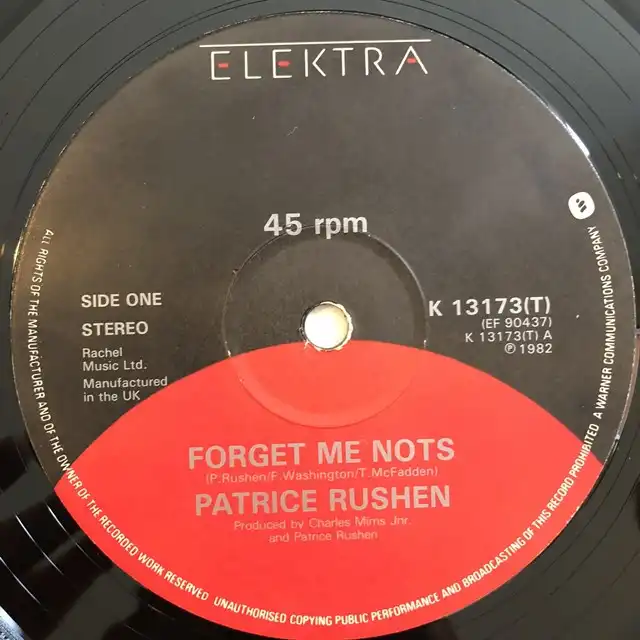 ELEKTRA
45 rpm
SIDE ONE
STEREO
Rachel
Music Ltd.
Manufactured
in the UK
K 13173(T)
(EF 90437)
K 13173(T) A
℗ 1982
FORGET ME NOTS
(P.Rushen/F.Washington/T.McFadden)
PATRICE RUSHEN
Produced by Charles Mims Jnr.
and Patrice Rushen
ALL RIGHTS OF THE MANUFACTURER AND OF THE OWNER OF THE RECORDED WORK RESERVED UNAUTHORISED COPYING PUBLIC PERFORMANCE AND BROADCASTING OF THIS RECORD PROHIBITED A WARNER COMMUNICATIONS COMPANY